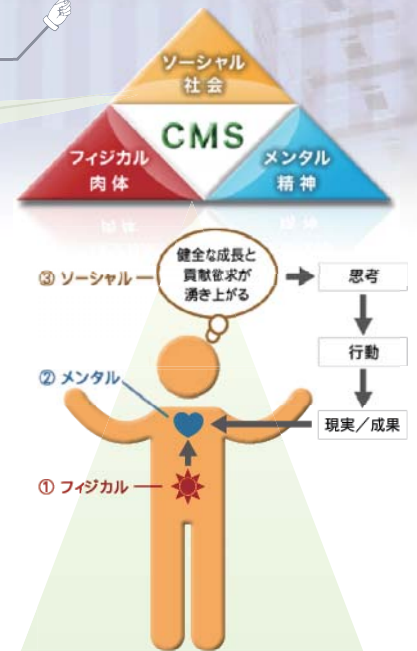 ソーシャル
社会
CMS
フィジカル
肉体
メンタル
精神
健全な成長と
貢献欲求が
湧き上がる
③ ソーシャル
思考
行動
② メンタル
現実／成果
① フィジカル